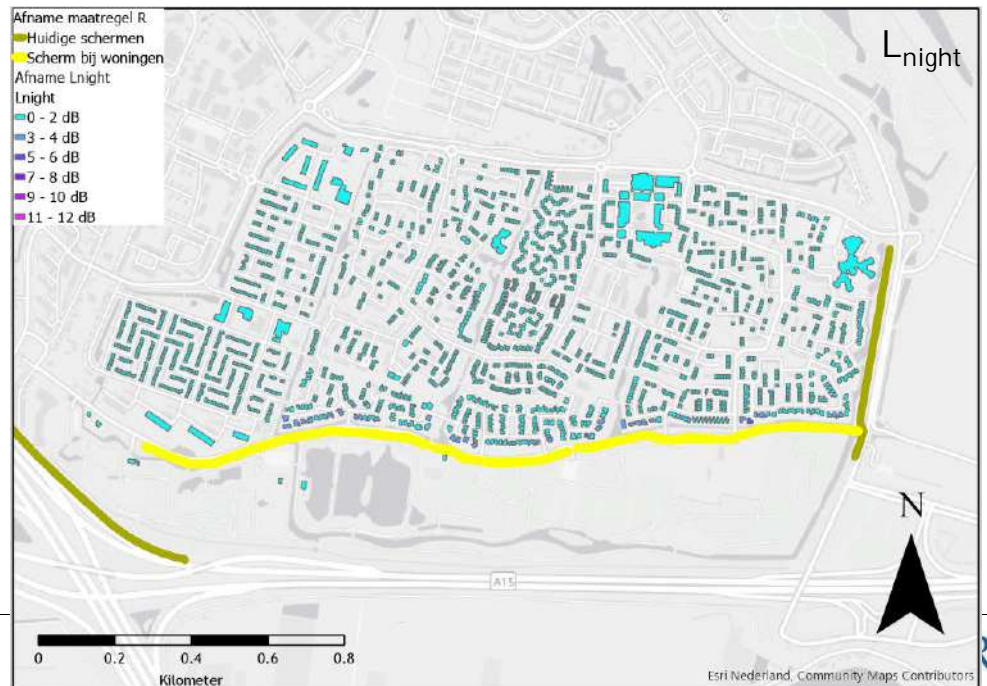 Afname maatregel R
Huidige schermen
Scherm bij woningen
Afname Lnight
Lnight
0 - 2 dB
3 - 4 dB
5 - 6 dB
7 - 8 dB
9 - 10 dB
11 - 12 dB
Lnight
A15
N
0 0.2 0.4 0.6 0.8
Kilometer
Esri Nederland, Community Maps Contributors